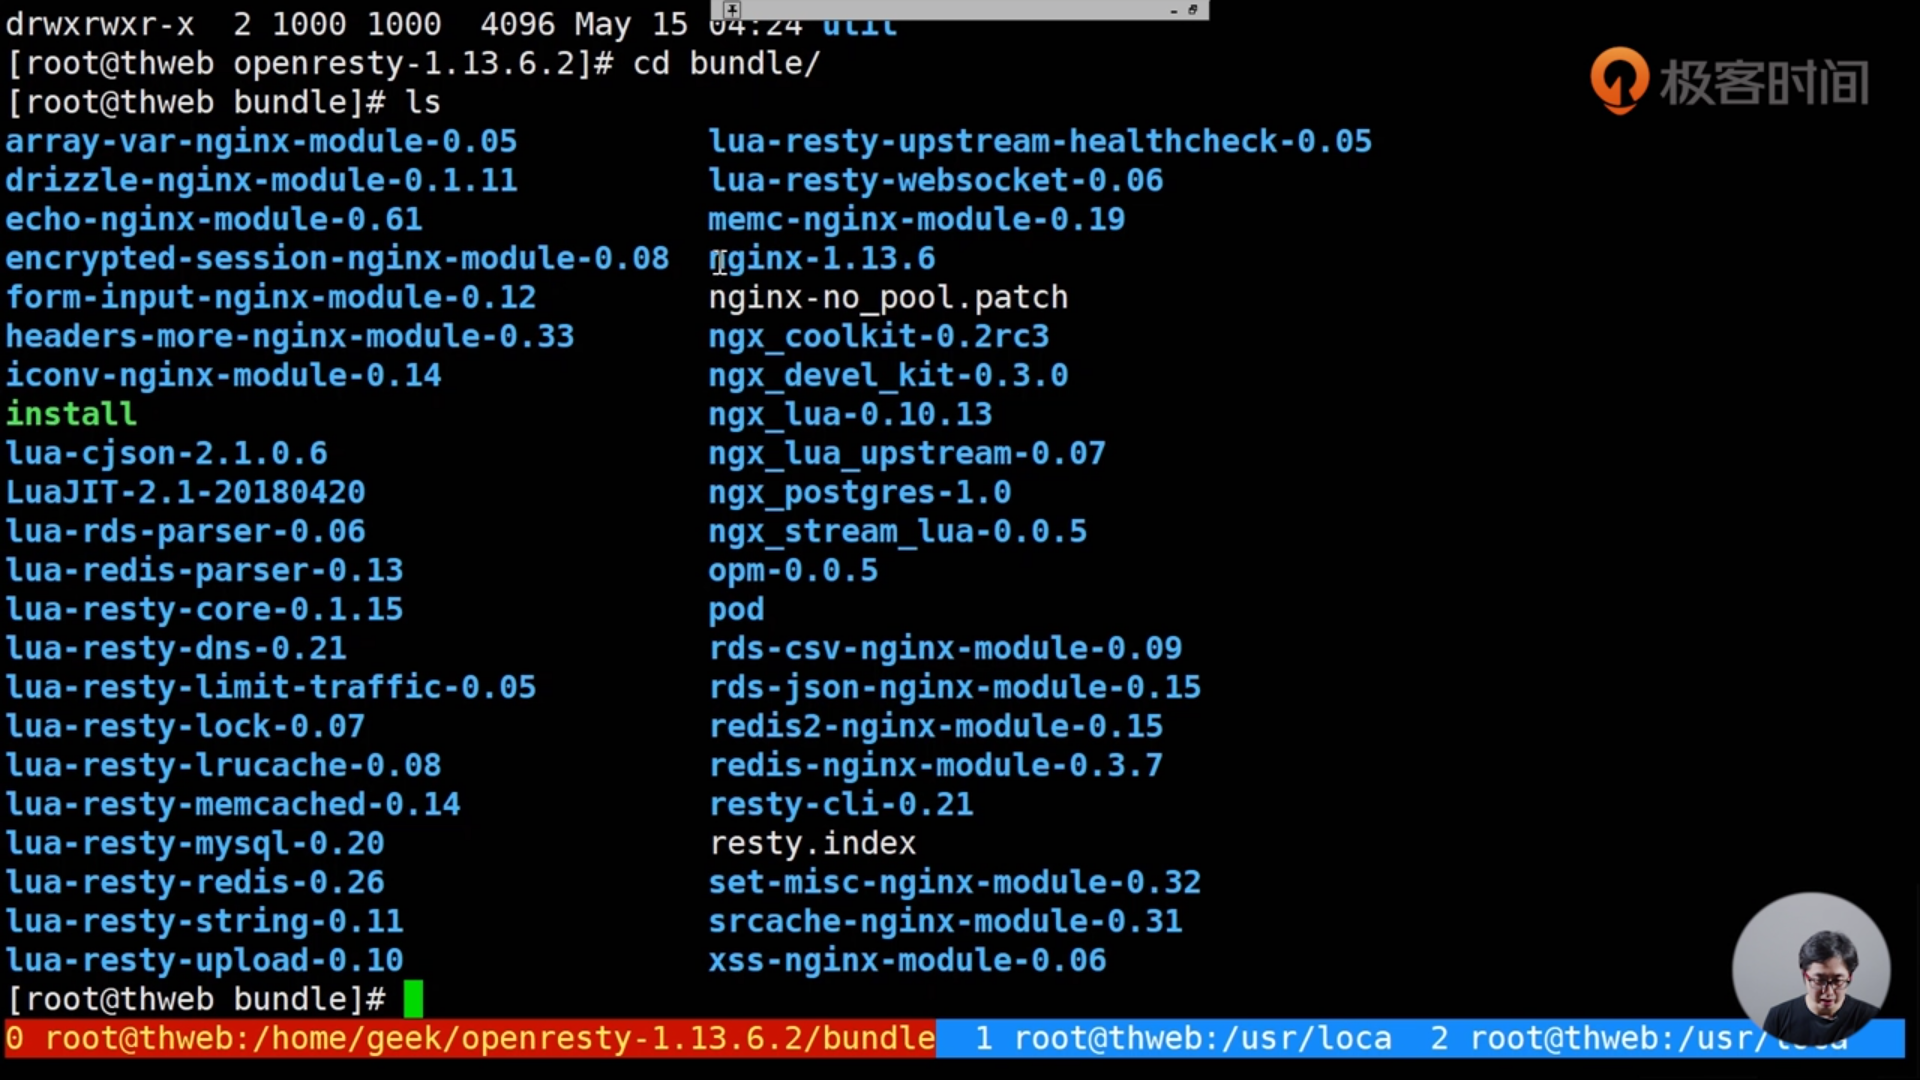 drwxrwxr-x  2 1000 1000  4096 May 15 04:24 util
[root@thweb openresty-1.13.6.2]# cd bundle/
[root@thweb bundle]# ls
array-var-nginx-module-0.05          lua-resty-upstream-healthcheck-0.05
drizzle-nginx-module-0.1.11          lua-resty-websocket-0.06
echo-nginx-module-0.61               memc-nginx-module-0.19
encrypted-session-nginx-module-0.08  nginx-1.13.6
form-input-nginx-module-0.12         nginx-no_pool.patch
headers-more-nginx-module-0.33       ngx_coolkit-0.2rc3
iconv-nginx-module-0.14              ngx_devel_kit-0.3.0
install                              ngx_lua-0.10.13
lua-cjson-2.1.0.6                    ngx_lua_upstream-0.07
LuaJIT-2.1-20180420                  ngx_postgres-1.0
lua-rds-parser-0.06                  ngx_stream_lua-0.0.5
lua-redis-parser-0.13                opm-0.0.5
lua-resty-core-0.1.15                pod
lua-resty-dns-0.21                   rds-csv-nginx-module-0.09
lua-resty-limit-traffic-0.05         rds-json-nginx-module-0.15
lua-resty-lock-0.07                  redis2-nginx-module-0.15
lua-resty-lrucache-0.08              redis-nginx-module-0.3.7
lua-resty-memcached-0.14             resty-cli-0.21
lua-resty-mysql-0.20                 resty.index
lua-resty-redis-0.26                 set-misc-nginx-module-0.32
lua-resty-string-0.11                srcache-nginx-module-0.31
lua-resty-upload-0.10                xss-nginx-module-0.06
[root@thweb bundle]#
0 root@thweb:/home/geek/openresty-1.13.6.2/bundle  1 root@thweb:/usr/loca  2 root@thweb:/usr/loca
极客时间